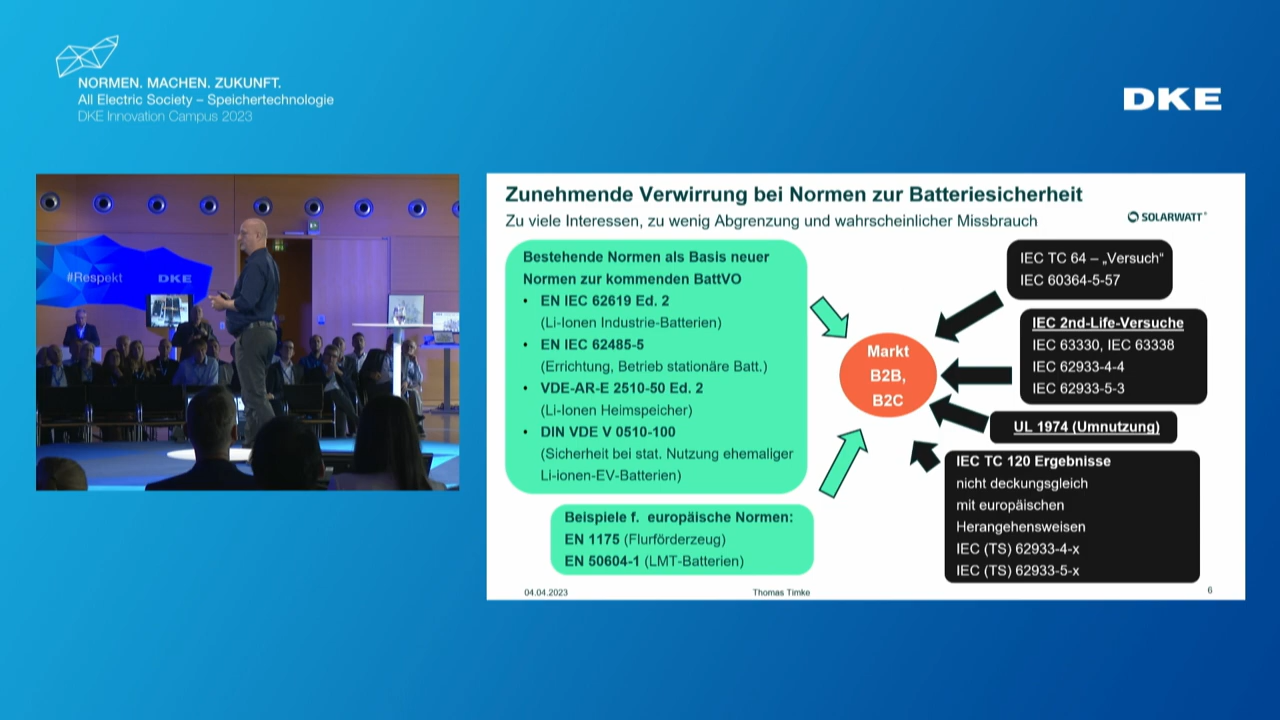 NORMEN. MACHEN. ZUKUNFT.
All Electric Society – Speichertechnologie
DKE Innovation Campus 2023
DKE
#Respekt
DKE
Zunehmende Verwirrung bei Normen zur Batteriesicherheit
Zu viele Interessen, zu wenig Abgrenzung und wahrscheinlicher Missbrauch
SOLARWATT®
Bestehende Normen als Basis neuer
Normen zur kommenden BattVO
• EN IEC 62619 Ed. 2
(Li-Ionen Industrie-Batterien)
• EN IEC 62485-5
(Errichtung, Betrieb stationäre Batt.)
• VDE-AR-E 2510-50 Ed. 2
(Li-Ionen Heimspeicher)
• DIN VDE V 0510-100
(Sicherheit bei stat. Nutzung ehemaliger
Li-ionen-EV-Batterien)
Beispiele f. europäische Normen:
EN 1175 (Flurförderzeug)
EN 50604-1 (LMT-Batterien)
Markt
B2B,
B2C
IEC TC 64 – „Versuch“
IEC 60364-5-57
IEC 2nd-Life-Versuche
IEC 63330, IEC 63338
IEC 62933-4-4
IEC 62933-5-3
UL 1974 (Umnutzung)
IEC TC 120 Ergebnisse
nicht deckungsgleich
mit europäischen
Herangehensweisen
IEC (TS) 62933-4-x
IEC (TS) 62933-5-x
04.04.2023
Thomas Timke
6